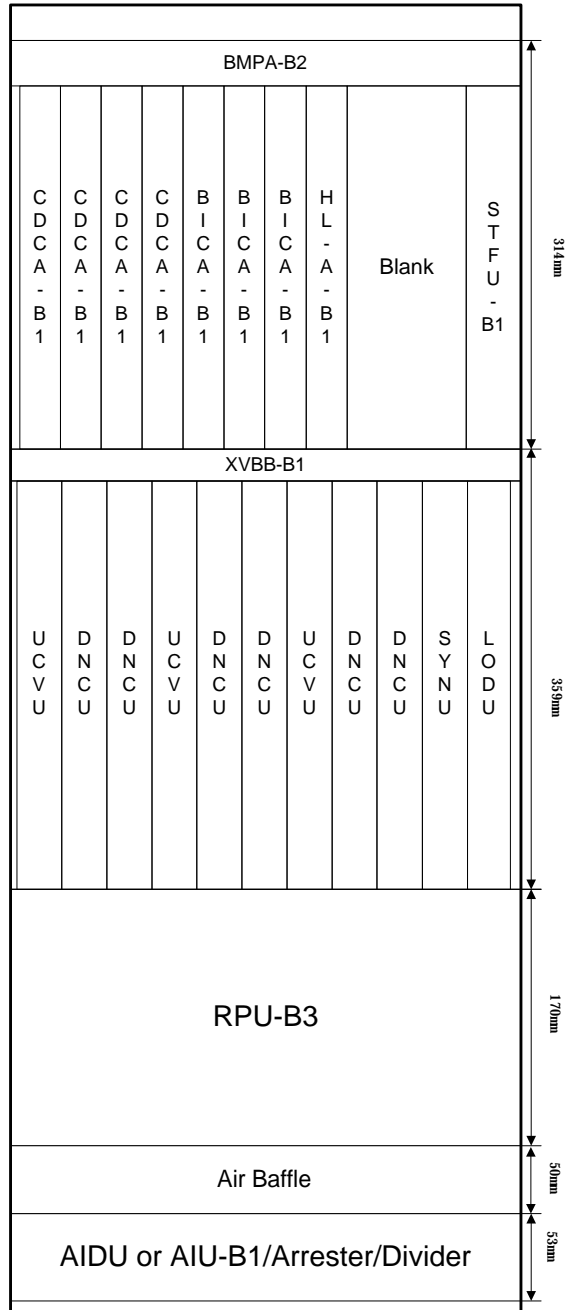 BMPA-B2
CDCA-B1
CDCA-B1
CDCA-B1
CDCA-B1
BICA-B1
BICA-B1
BICA-B1
HL-A-B1
Blank
STFU-B1
314mm
XVBB-B1
UCVU
DNCU
DNCU
UCVU
DNCU
DNCU
UCVU
DNCU
DNCU
SYNU
LODU
359mm
RPU-B3
170mm
Air Baffle
50mm
AIDU or AIU-B1/Arrester/Divider
53mm